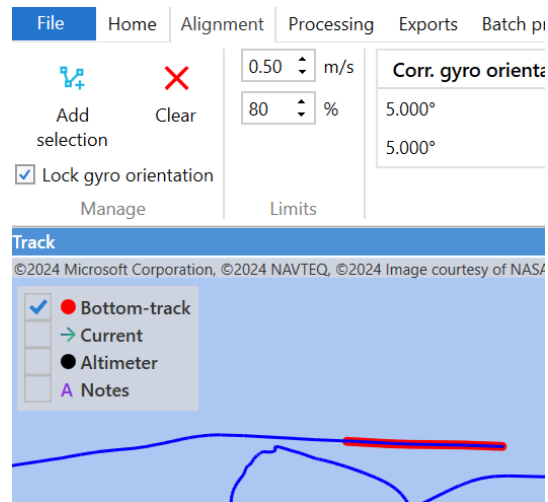 File Home Alignment Processing Exports Batch
0.50 m/s
Corr. gyro
Add selection
Clear
80 %
5.000°
5.000°
Lock gyro orientation
Manage
Limits
Track
©2024 Microsoft Corporation, ©2024 NAVTEQ, ©2024 Image courtesy of NASA
Bottom-track
Current
Altimeter
A Notes